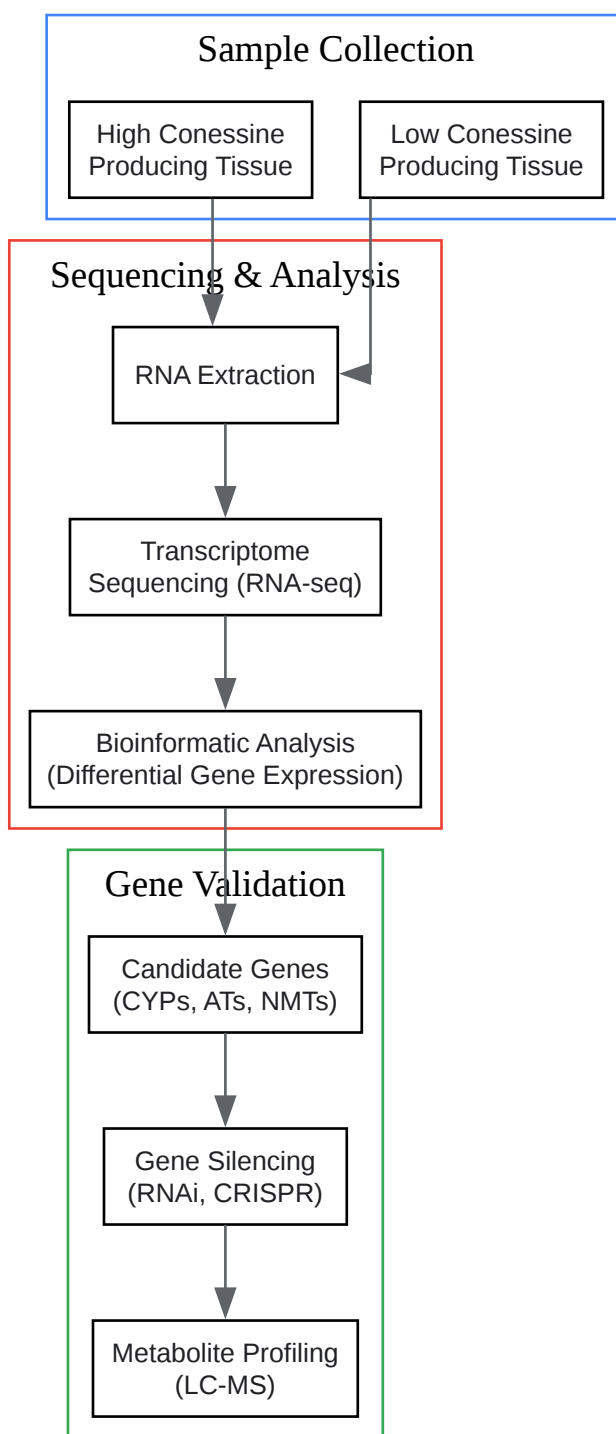 Sample Collection
High Conessine
Producing Tissue
Low Conessine
Producing Tissue
Sequencing & Analysis
RNA Extraction
Transcriptome
Sequencing (RNA-seq)
Bioinformatic Analysis
(Differential Gene Expression)
Gene Validation
Candidate Genes
(CYPs, ATs, NMTs)
Gene Silencing
(RNAi, CRISPR)
Metabolite Profiling
(LC-MS)